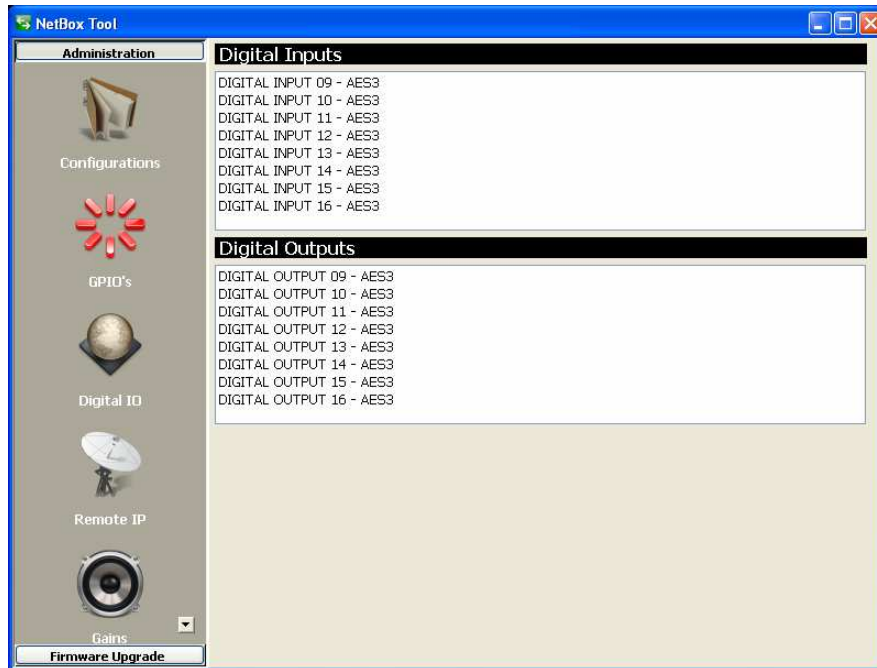 NetBox Tool
Administration
Configurations
GPIO's
Digital IO
Remote IP
Gains
Firmware Upgrade
Digital Inputs
DIGITAL INPUT 09 - AES3
DIGITAL INPUT 10 - AES3
DIGITAL INPUT 11 - AES3
DIGITAL INPUT 12 - AES3
DIGITAL INPUT 13 - AES3
DIGITAL INPUT 14 - AES3
DIGITAL INPUT 15 - AES3
DIGITAL INPUT 16 - AES3
Digital Outputs
DIGITAL OUTPUT 09 - AES3
DIGITAL OUTPUT 10 - AES3
DIGITAL OUTPUT 11 - AES3
DIGITAL OUTPUT 12 - AES3
DIGITAL OUTPUT 13 - AES3
DIGITAL OUTPUT 14 - AES3
DIGITAL OUTPUT 15 - AES3
DIGITAL OUTPUT 16 - AES3